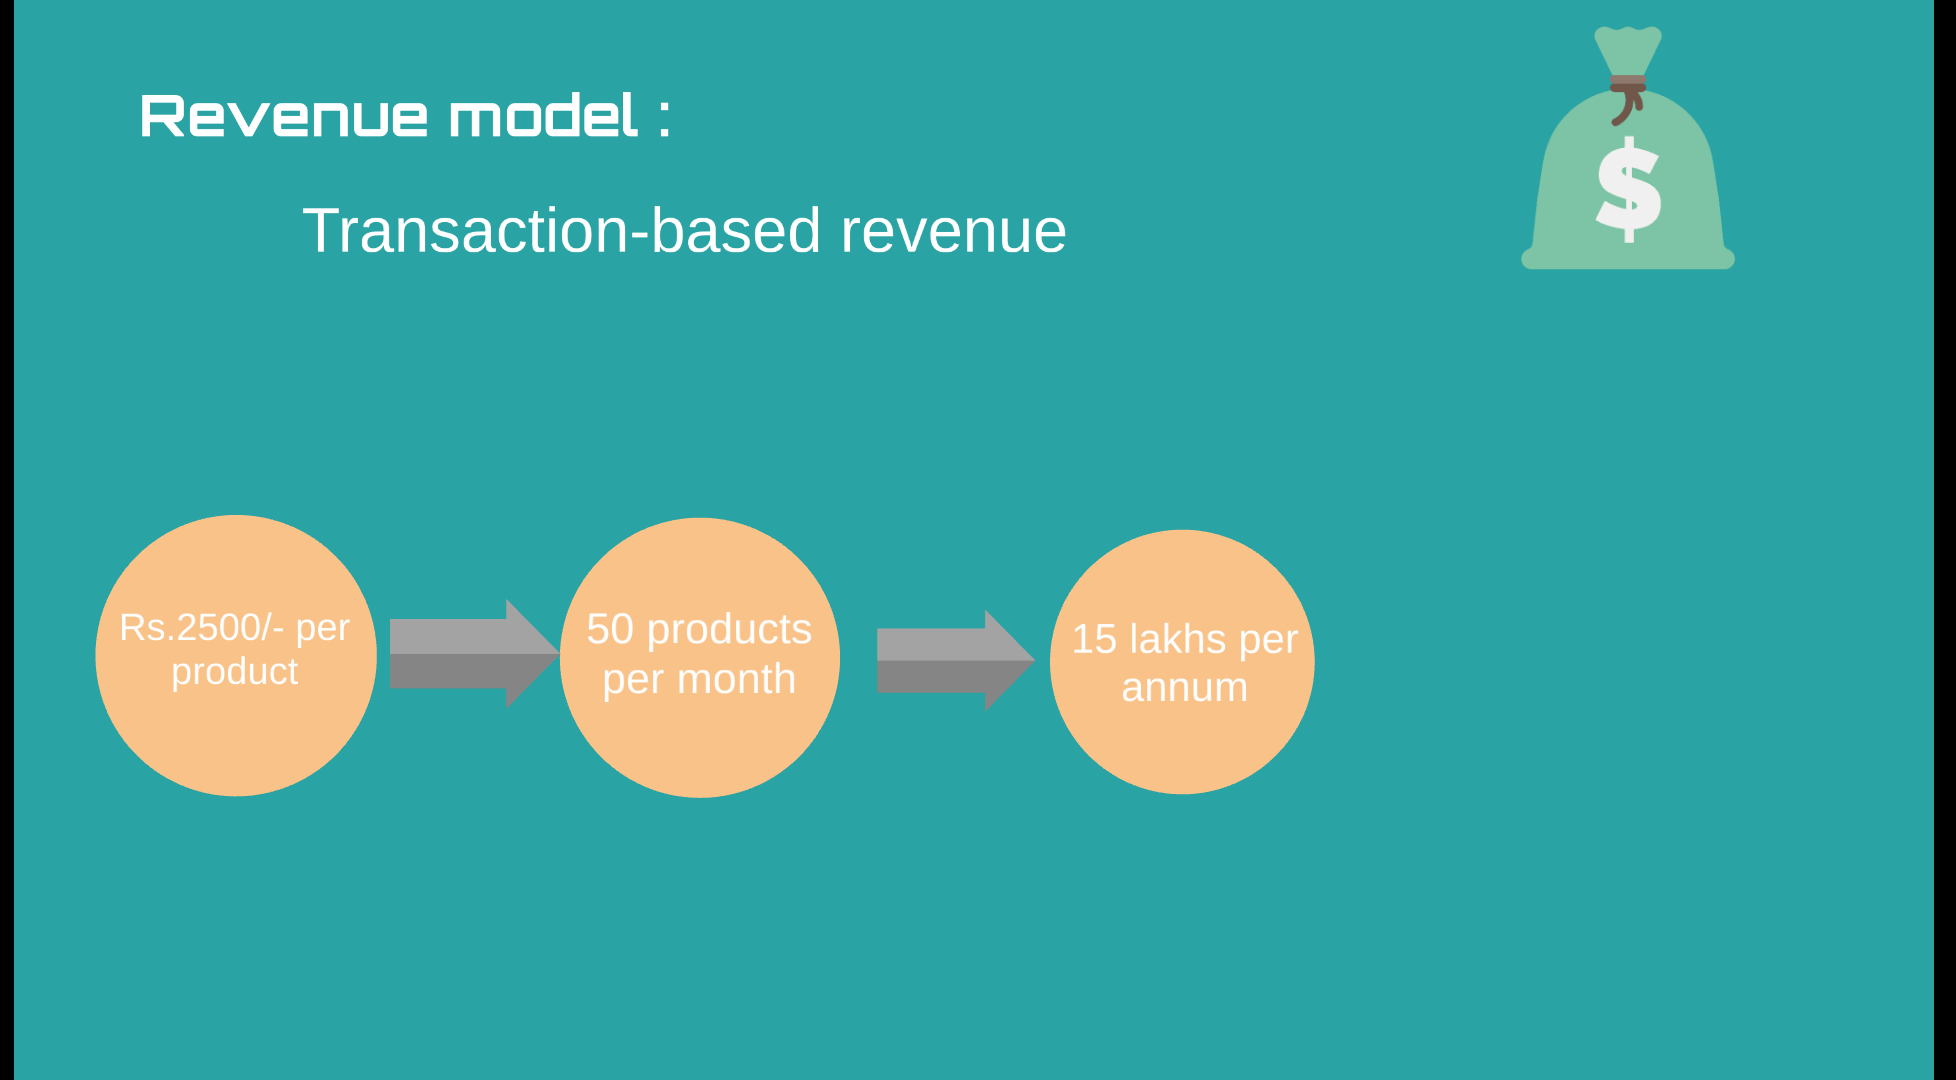 Revenue model :
Transaction-based revenue
$
Rs.2500/- per
product
50 products
per month
15 lakhs per
annum